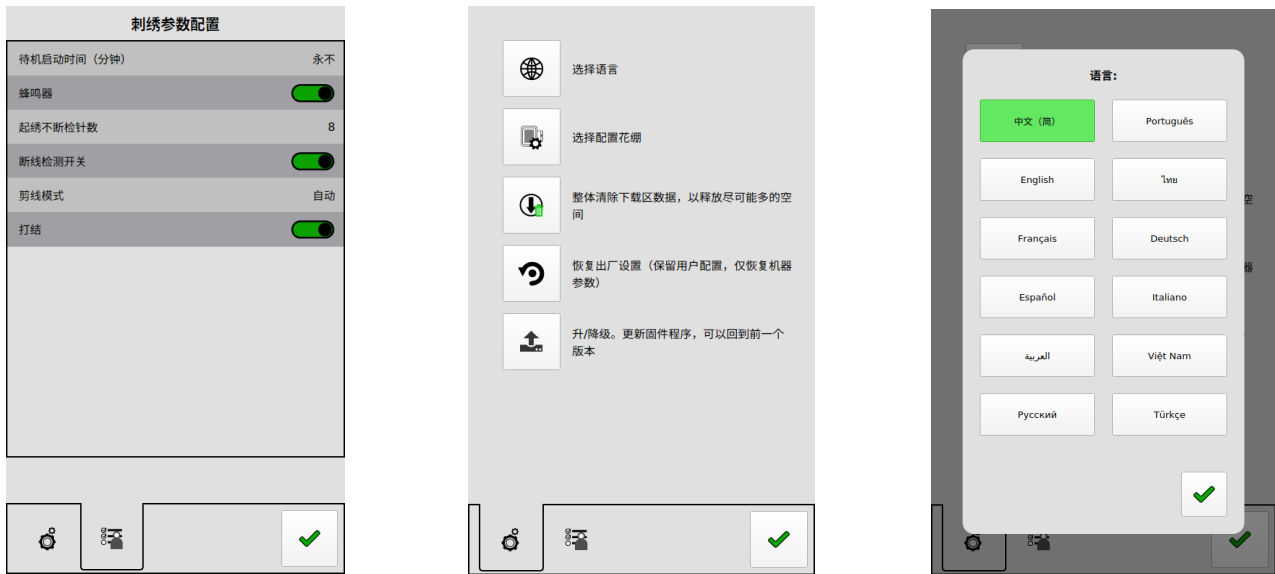 刺绣参数配置
待机启动时间（分钟） 永不
蜂鸣器
起绣不断检针数 8
断线检测开关
剪线模式 自动
打结
选择语言
选择配置花绷
整体清除下载区数据，以释放尽可能多的空
间
恢复出厂设置（保留用户配置，仅恢复机器
参数）
升/降级。更新固件程序，可以回到前一个
版本
语言:
中文（简） Português
English ไทย
Français Deutsch
Español Italiano
العربية Việt Nam
Русский Türkçe
空
器